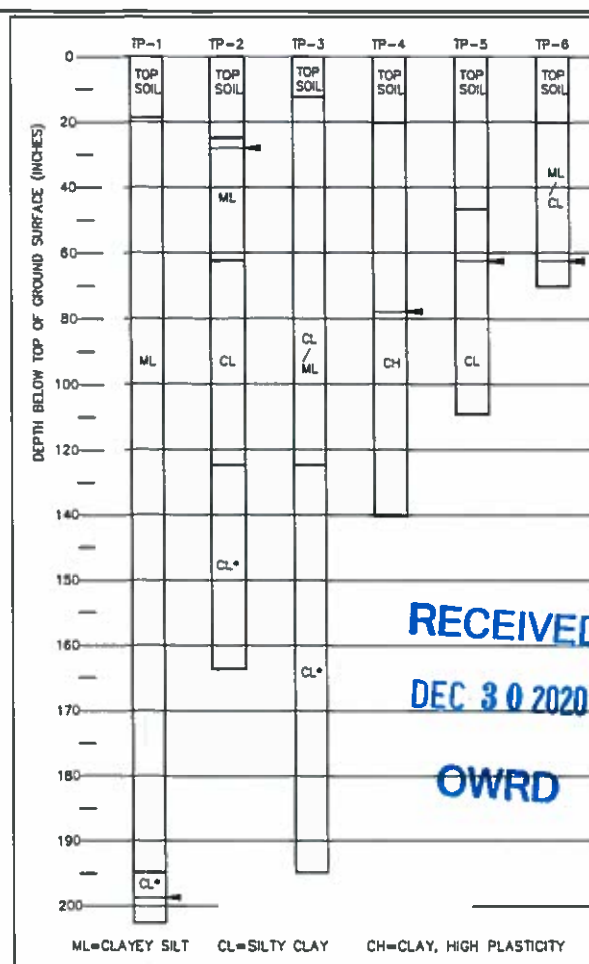 TP-1 TP-2 TP-3 TP-4 TP-5 TP-6
DEPTH BELOW TOP OF GROUND SURFACE (INCHES)
0
TOP SOIL TOP SOIL TOP SOIL TOP SOIL TOP SOIL TOP SOIL
20
ML / CL
40
ML
60
80
CL / ML
ML CL CH CL
100
120
140
CL*
150
RECEIVED
160
CL*
DEC 30 2020
170
180
OWRD
190
CL*
200
ML=CLAYEY SILT CL=SILTY CLAY CH=CLAY, HIGH PLASTICITY